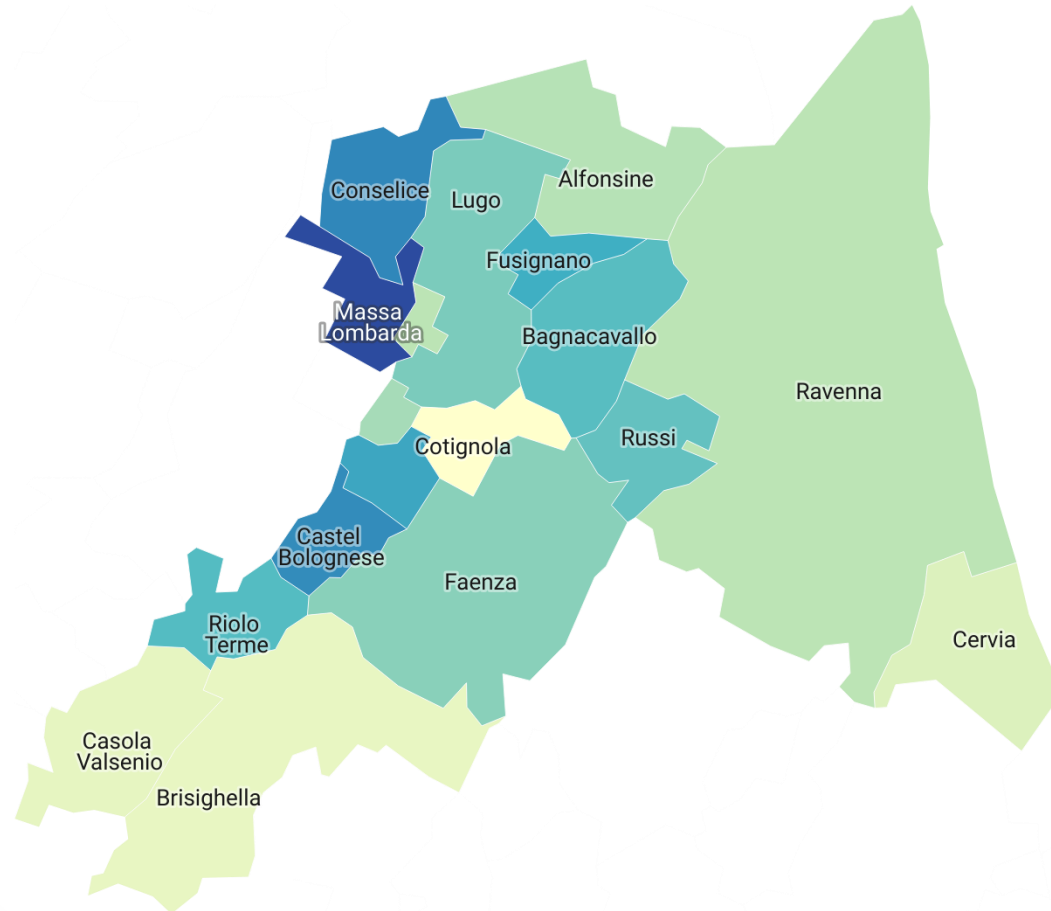 Alfonsine
Conselice
Lugo
Fusignano
Massa
Lombarda
Bagnacavallo
Ravenna
Cotignola
Russi
Castel
Bolognese
Faenza
Riolo
Terme
Cervia
Casola
Valsenio
Brisighella